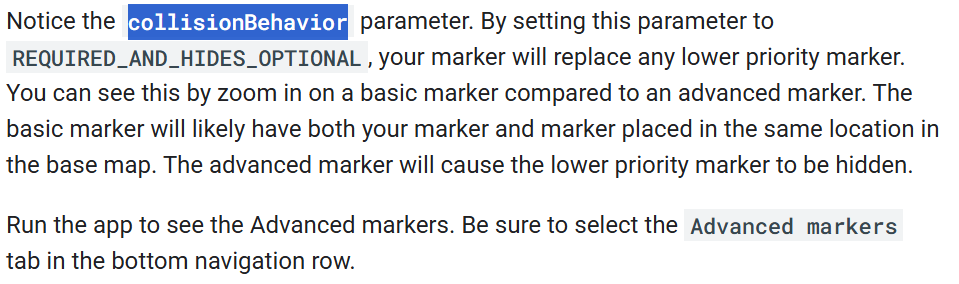 Notice the collisionBehavior parameter. By setting this parameter to
REQUIRED_AND_HIDES_OPTIONAL, your marker will replace any lower priority marker.
You can see this by zoom in on a basic marker compared to an advanced marker. The
basic marker will likely have both your marker and marker placed in the same location in
the base map. The advanced marker will cause the lower priority marker to be hidden.
Run the app to see the Advanced markers. Be sure to select the Advanced markers
tab in the bottom navigation row.